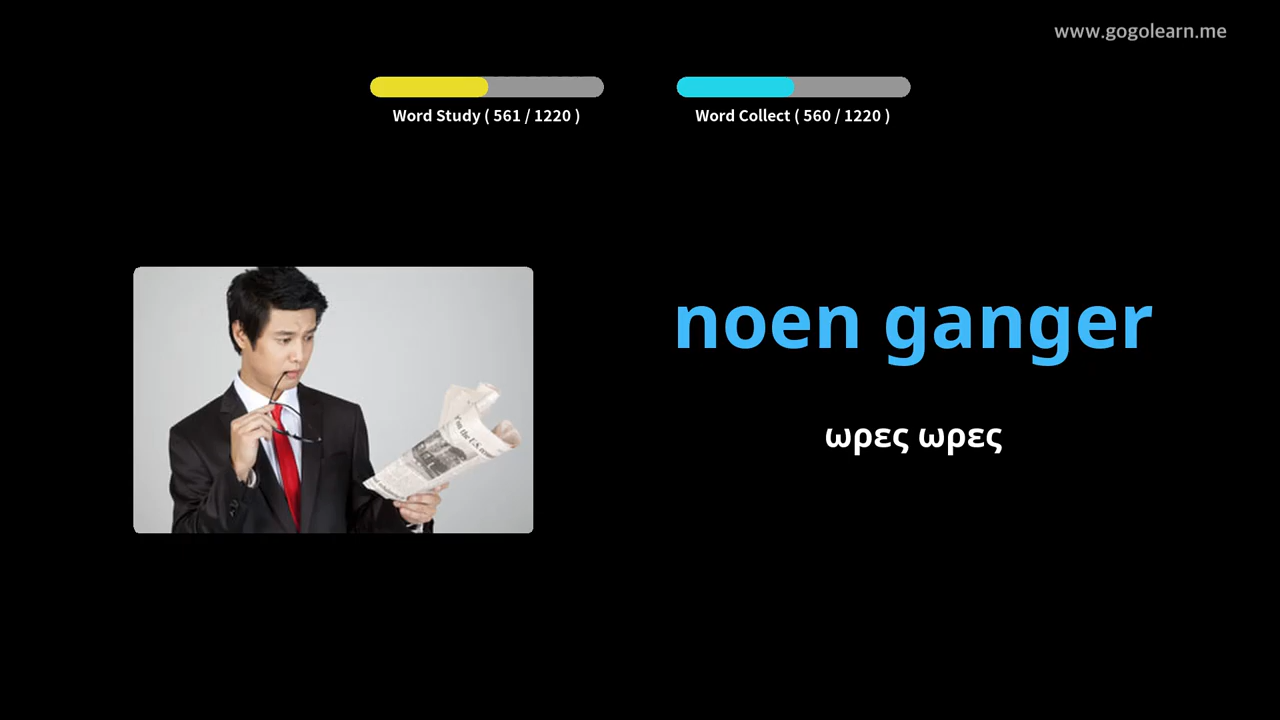 www.gogolearn.me
Word Study ( 561 / 1220 )
Word Collect ( 560 / 1220 )
noen ganger
ωρες ωρες